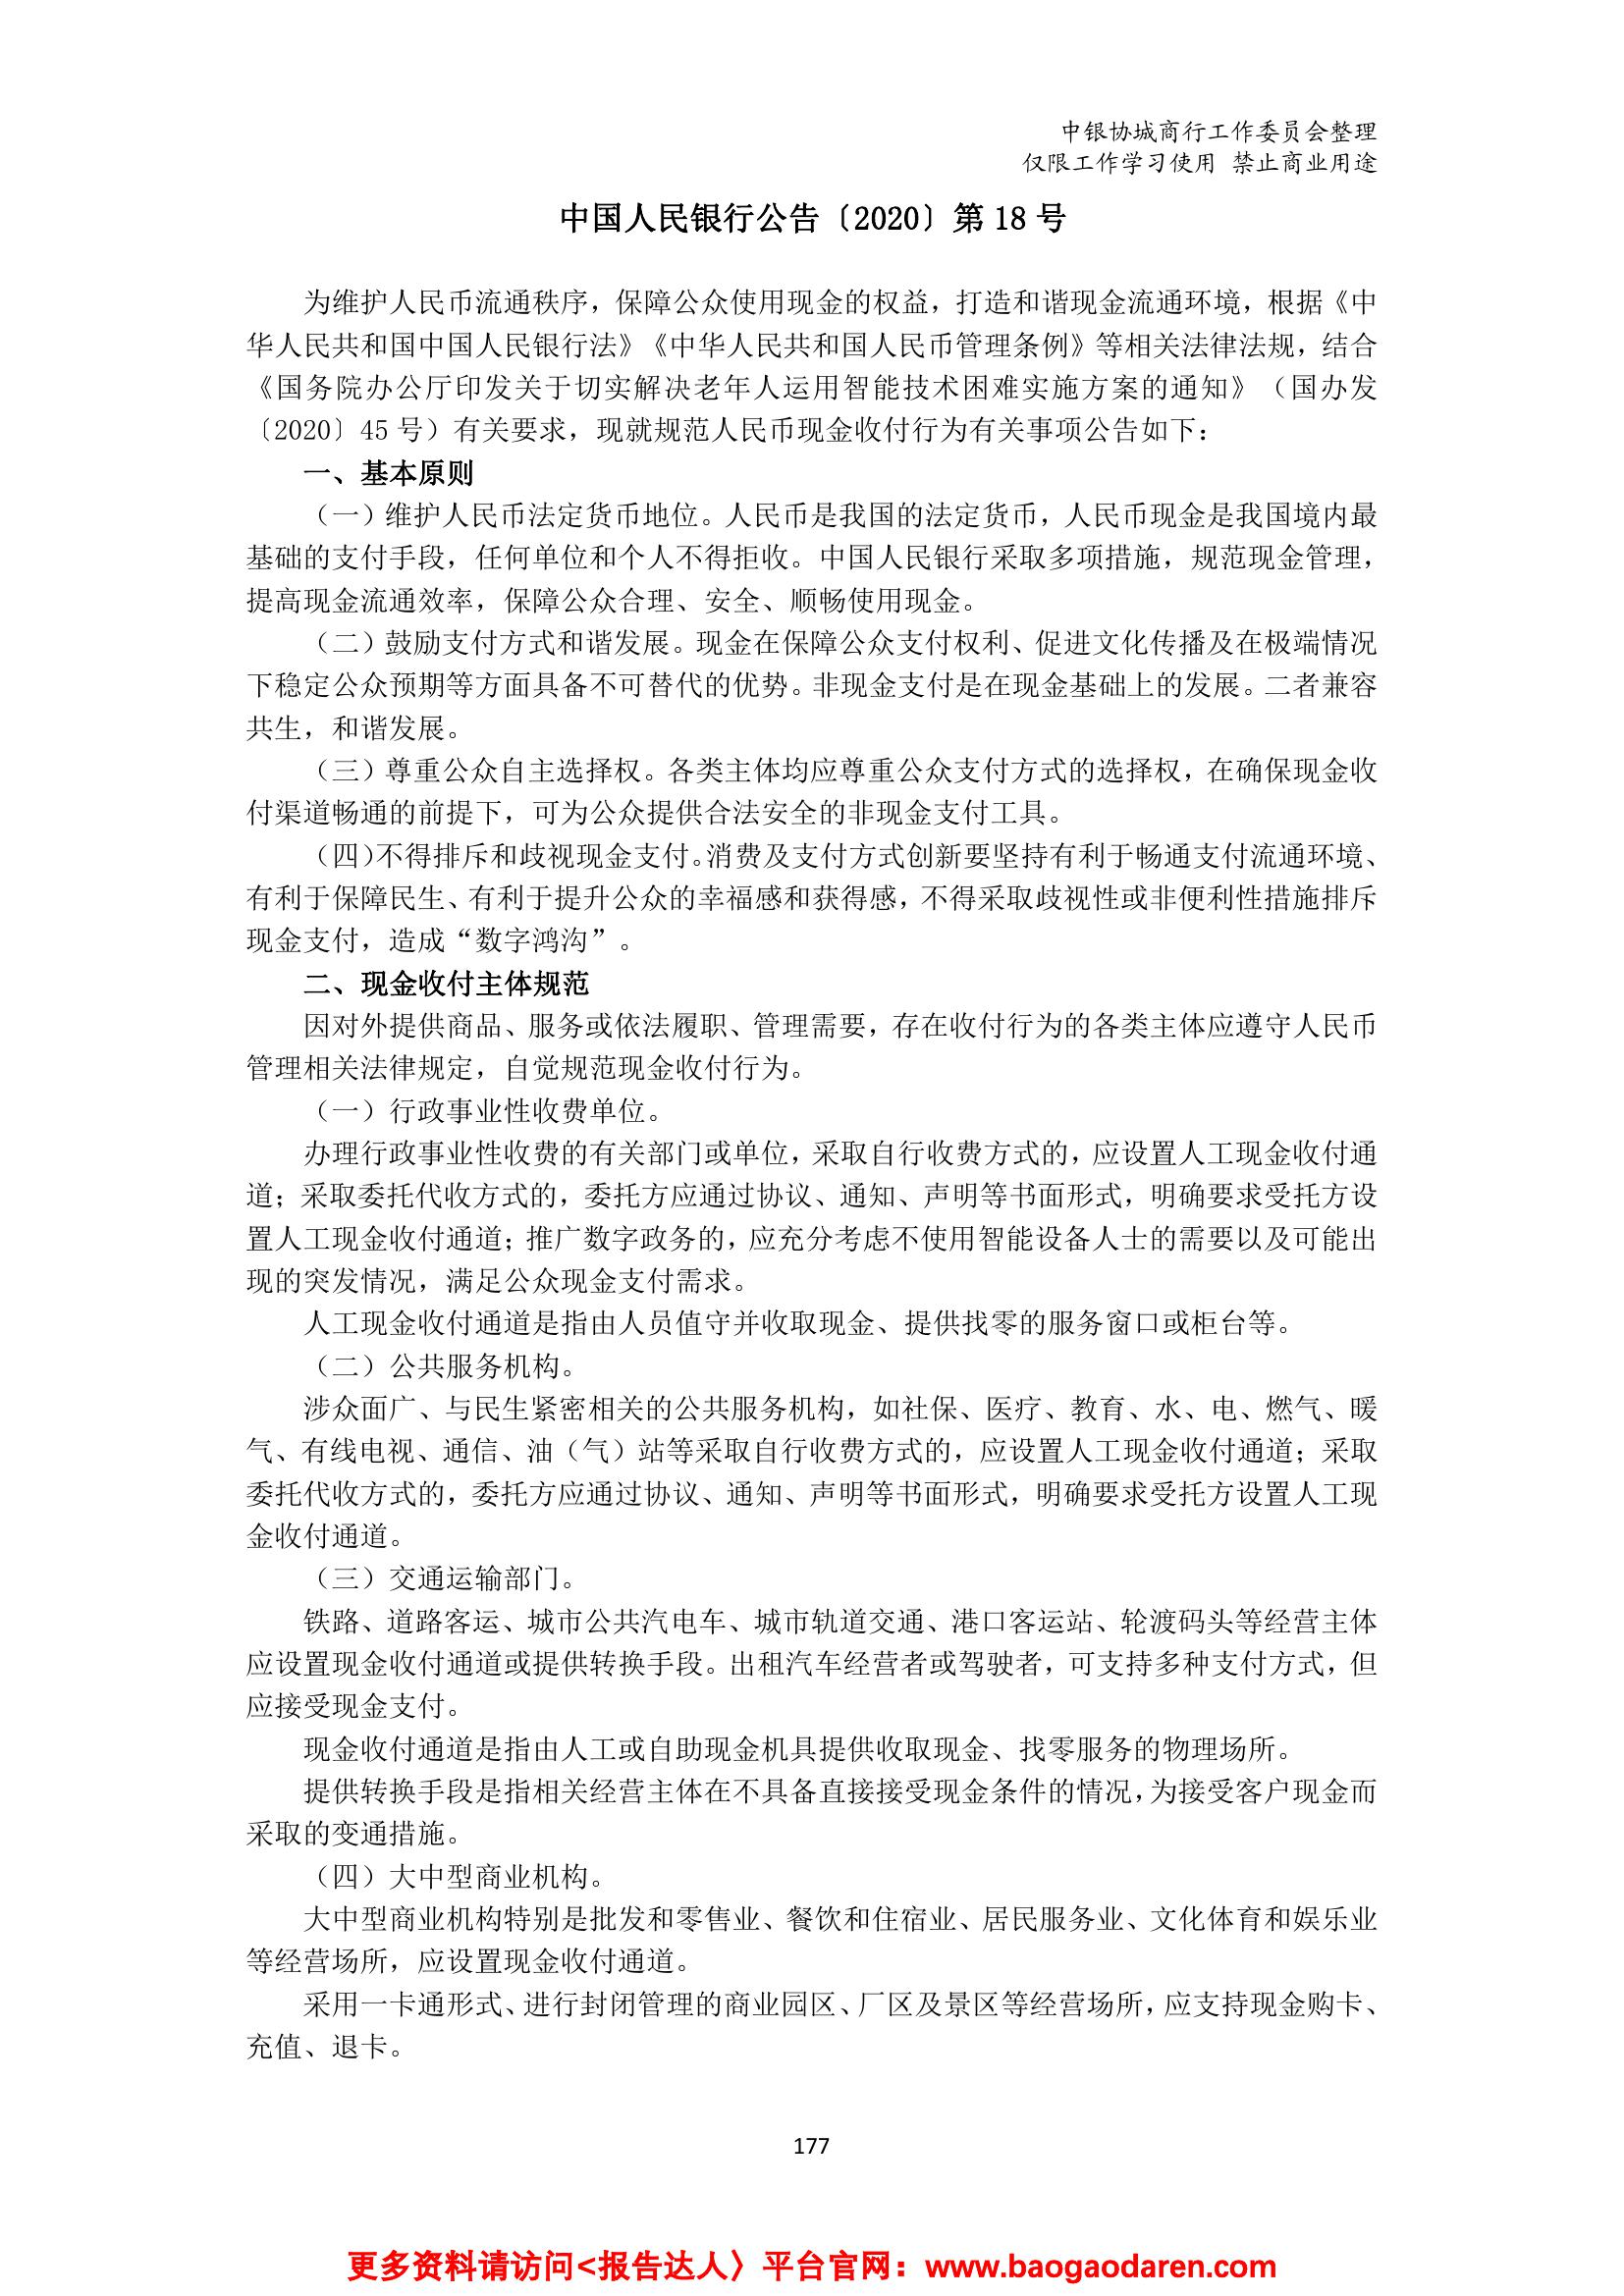 中银协城商行工作委员会整理
仅限工作学习使用 禁止商业用途
中国人民银行公告〔2020〕第 18 号
为维护人民币流通秩序，保障公众使用现金的权益，打造和谐现金流通环境，根据《中
华人民共和国中国人民银行法》《中华人民共和国人民币管理条例》等相关法律法规，结合
《国务院办公厅印发关于切实解决老年人运用智能技术困难实施方案的通知》（国办发
〔2020〕45 号）有关要求，现就规范人民币现金收付行为有关事项公告如下：
一、基本原则
（一）维护人民币法定货币地位。人民币是我国的法定货币，人民币现金是我国境内最
基础的支付手段，任何单位和个人不得拒收。中国人民银行采取多项措施，规范现金管理，
提高现金流通效率，保障公众合理、安全、顺畅使用现金。
（二）鼓励支付方式和谐发展。现金在保障公众支付权利、促进文化传播及在极端情况
下稳定公众预期等方面具备不可替代的优势。非现金支付是在现金基础上的发展。二者兼容
共生，和谐发展。
（三）尊重公众自主选择权。各类主体均应尊重公众支付方式的选择权，在确保现金收
付渠道畅通的前提下，可为公众提供合法安全的非现金支付工具。
（四）不得排斥和歧视现金支付。消费及支付方式创新要坚持有利于畅通支付流通环境、
有利于保障民生、有利于提升公众的幸福感和获得感，不得采取歧视性或非便利性措施排斥
现金支付，造成“数字鸿沟”。
二、现金收付主体规范
因对外提供商品、服务或依法履职、管理需要，存在收付行为的各类主体应遵守人民币
管理相关法律规定，自觉规范现金收付行为。
（一）行政事业性收费单位。
办理行政事业性收费的有关部门或单位，采取自行收费方式的，应设置人工现金收付通
道；采取委托代收方式的，委托方应通过协议、通知、声明等书面形式，明确要求受托方设
置人工现金收付通道；推广数字政务的，应充分考虑不使用智能设备人士的需要以及可能出
现的突发情况，满足公众现金支付需求。
人工现金收付通道是指由人员值守并收取现金、提供找零的服务窗口或柜台等。
（二）公共服务机构。
涉众面广、与民生紧密相关的公共服务机构，如社保、医疗、教育、水、电、燃气、暖
气、有线电视、通信、油（气）站等采取自行收费方式的，应设置人工现金收付通道；采取
委托代收方式的，委托方应通过协议、通知、声明等书面形式，明确要求受托方设置人工现
金收付通道。
（三）交通运输部门。
铁路、道路客运、城市公共汽电车、城市轨道交通、港口客运站、轮渡码头等经营主体
应设置现金收付通道或提供转换手段。出租汽车经营者或驾驶者，可支持多种支付方式，但
应接受现金支付。
现金收付通道是指由人工或自助现金机具提供收取现金、找零服务的物理场所。
提供转换手段是指相关经营主体在不具备直接接受现金条件的情况，为接受客户现金而
采取的变通措施。
（四）大中型商业机构。
大中型商业机构特别是批发和零售业、餐饮和住宿业、居民服务业、文化体育和娱乐业
等经营场所，应设置现金收付通道。
采用一卡通形式、进行封闭管理的商业园区、厂区及景区等经营场所，应支持现金购卡、
充值、退卡。
177
更多资料请访问<报告达人〉平台官网：www.baogaodaren.com